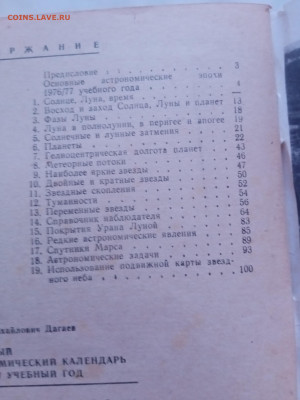 СПАЙС.LAV.RU
РЖАНИЕ
Предисловие 3
Основные астрономические эпохи
1976/77 учебного года 4
1. Солнце, Луна, время
2. Восход и заход Солнца, Луны и планет 13
3. Фазы Луны 18
4. Луна в полнолунии, в перигее и апогее 19
5. Солнечные и лунные затмения 21
6. Планеты 22
7. Гелиоцентрическая долгота планет 43
8. Метеорные потоки 46
9. Наиболее яркие звезды 47
10. Двойные и кратные звезды 50
11. Звездные скопления 52
12. Туманности 54
13. Переменные звезды 56
14. Справочник наблюдателя 64
15. Покрытия Урана Луной 83
16. Редкие астрономические явления 86
17. Спутники Марса 89
18. Астрономические задачи 93
19. Использование подвижной карты звезд-
ного неба 100
хайлович Дагаев
ЫЙ
МИЧЕСКИЙ КАЛЕНДАРЬ
УЧЕБНЫЙ ГОД